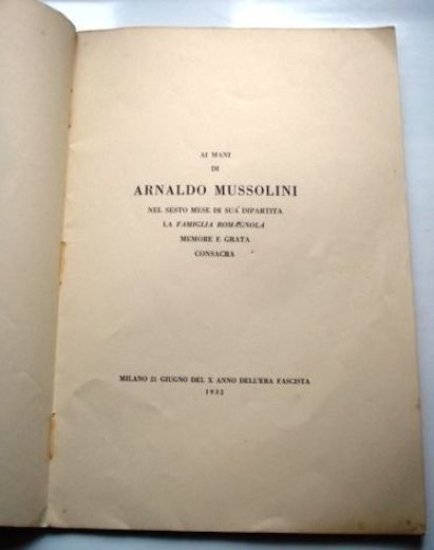 AI MANI
DI
ARNALDO MUSSOLINI
NEL SESTO MESE DI SUA DIPARTITA
LA FAMIGLIA ROMAGNOLA
MEMORE E GRATA
CONSACRA
MILANO 21 GIUGNO DEL X ANNO DELL'ERA FASCISTA
1932